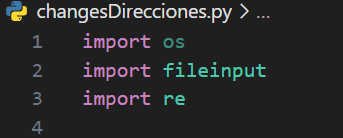 changesDirecciones.py > ...
1 import os
2 import fileinput
3 import re
4